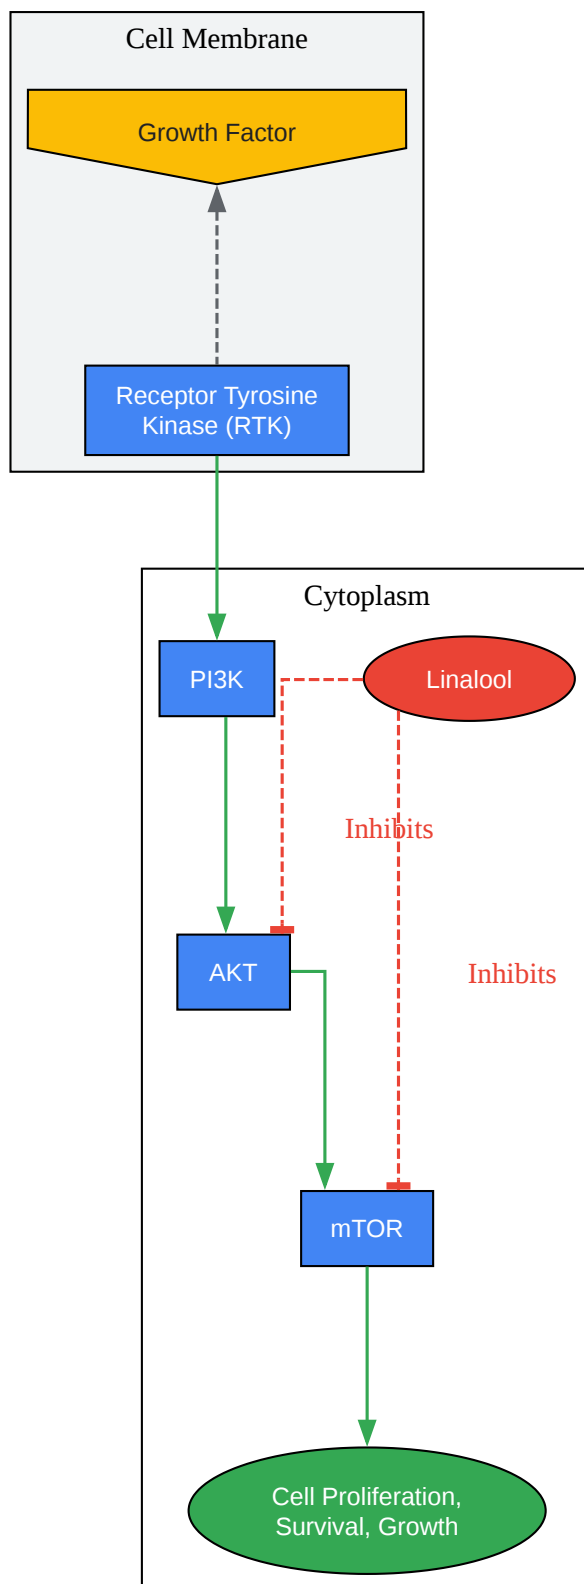 Cell Membrane
Growth Factor
Receptor Tyrosine
Kinase (RTK)
Cytoplasm
PI3K
Linalool
Inhibits
AKT
Inhibits
mTOR
Cell Proliferation,
Survival, Growth